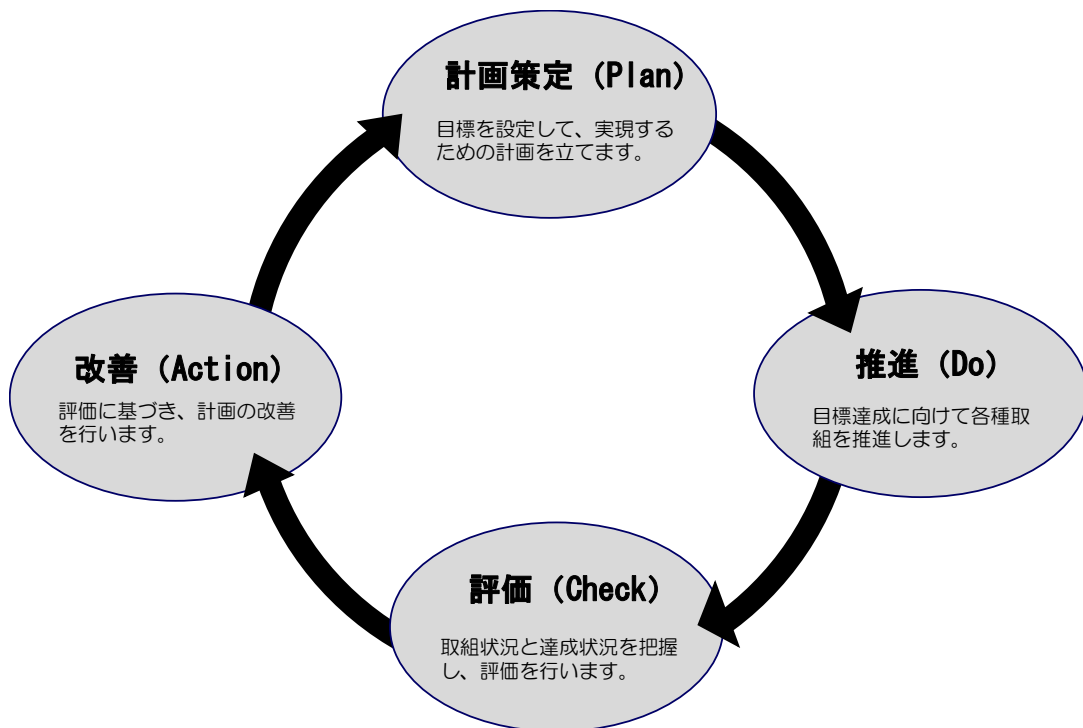 計画策定（Plan）
目標を設定して、実現する
ための計画を立てます。
推進（Do）
目標達成に向けて各種取
組を推進します。
評価（Check）
取組状況と達成状況を把握
し、評価を行います。
改善（Action）
評価に基づき、計画の改善
を行います。